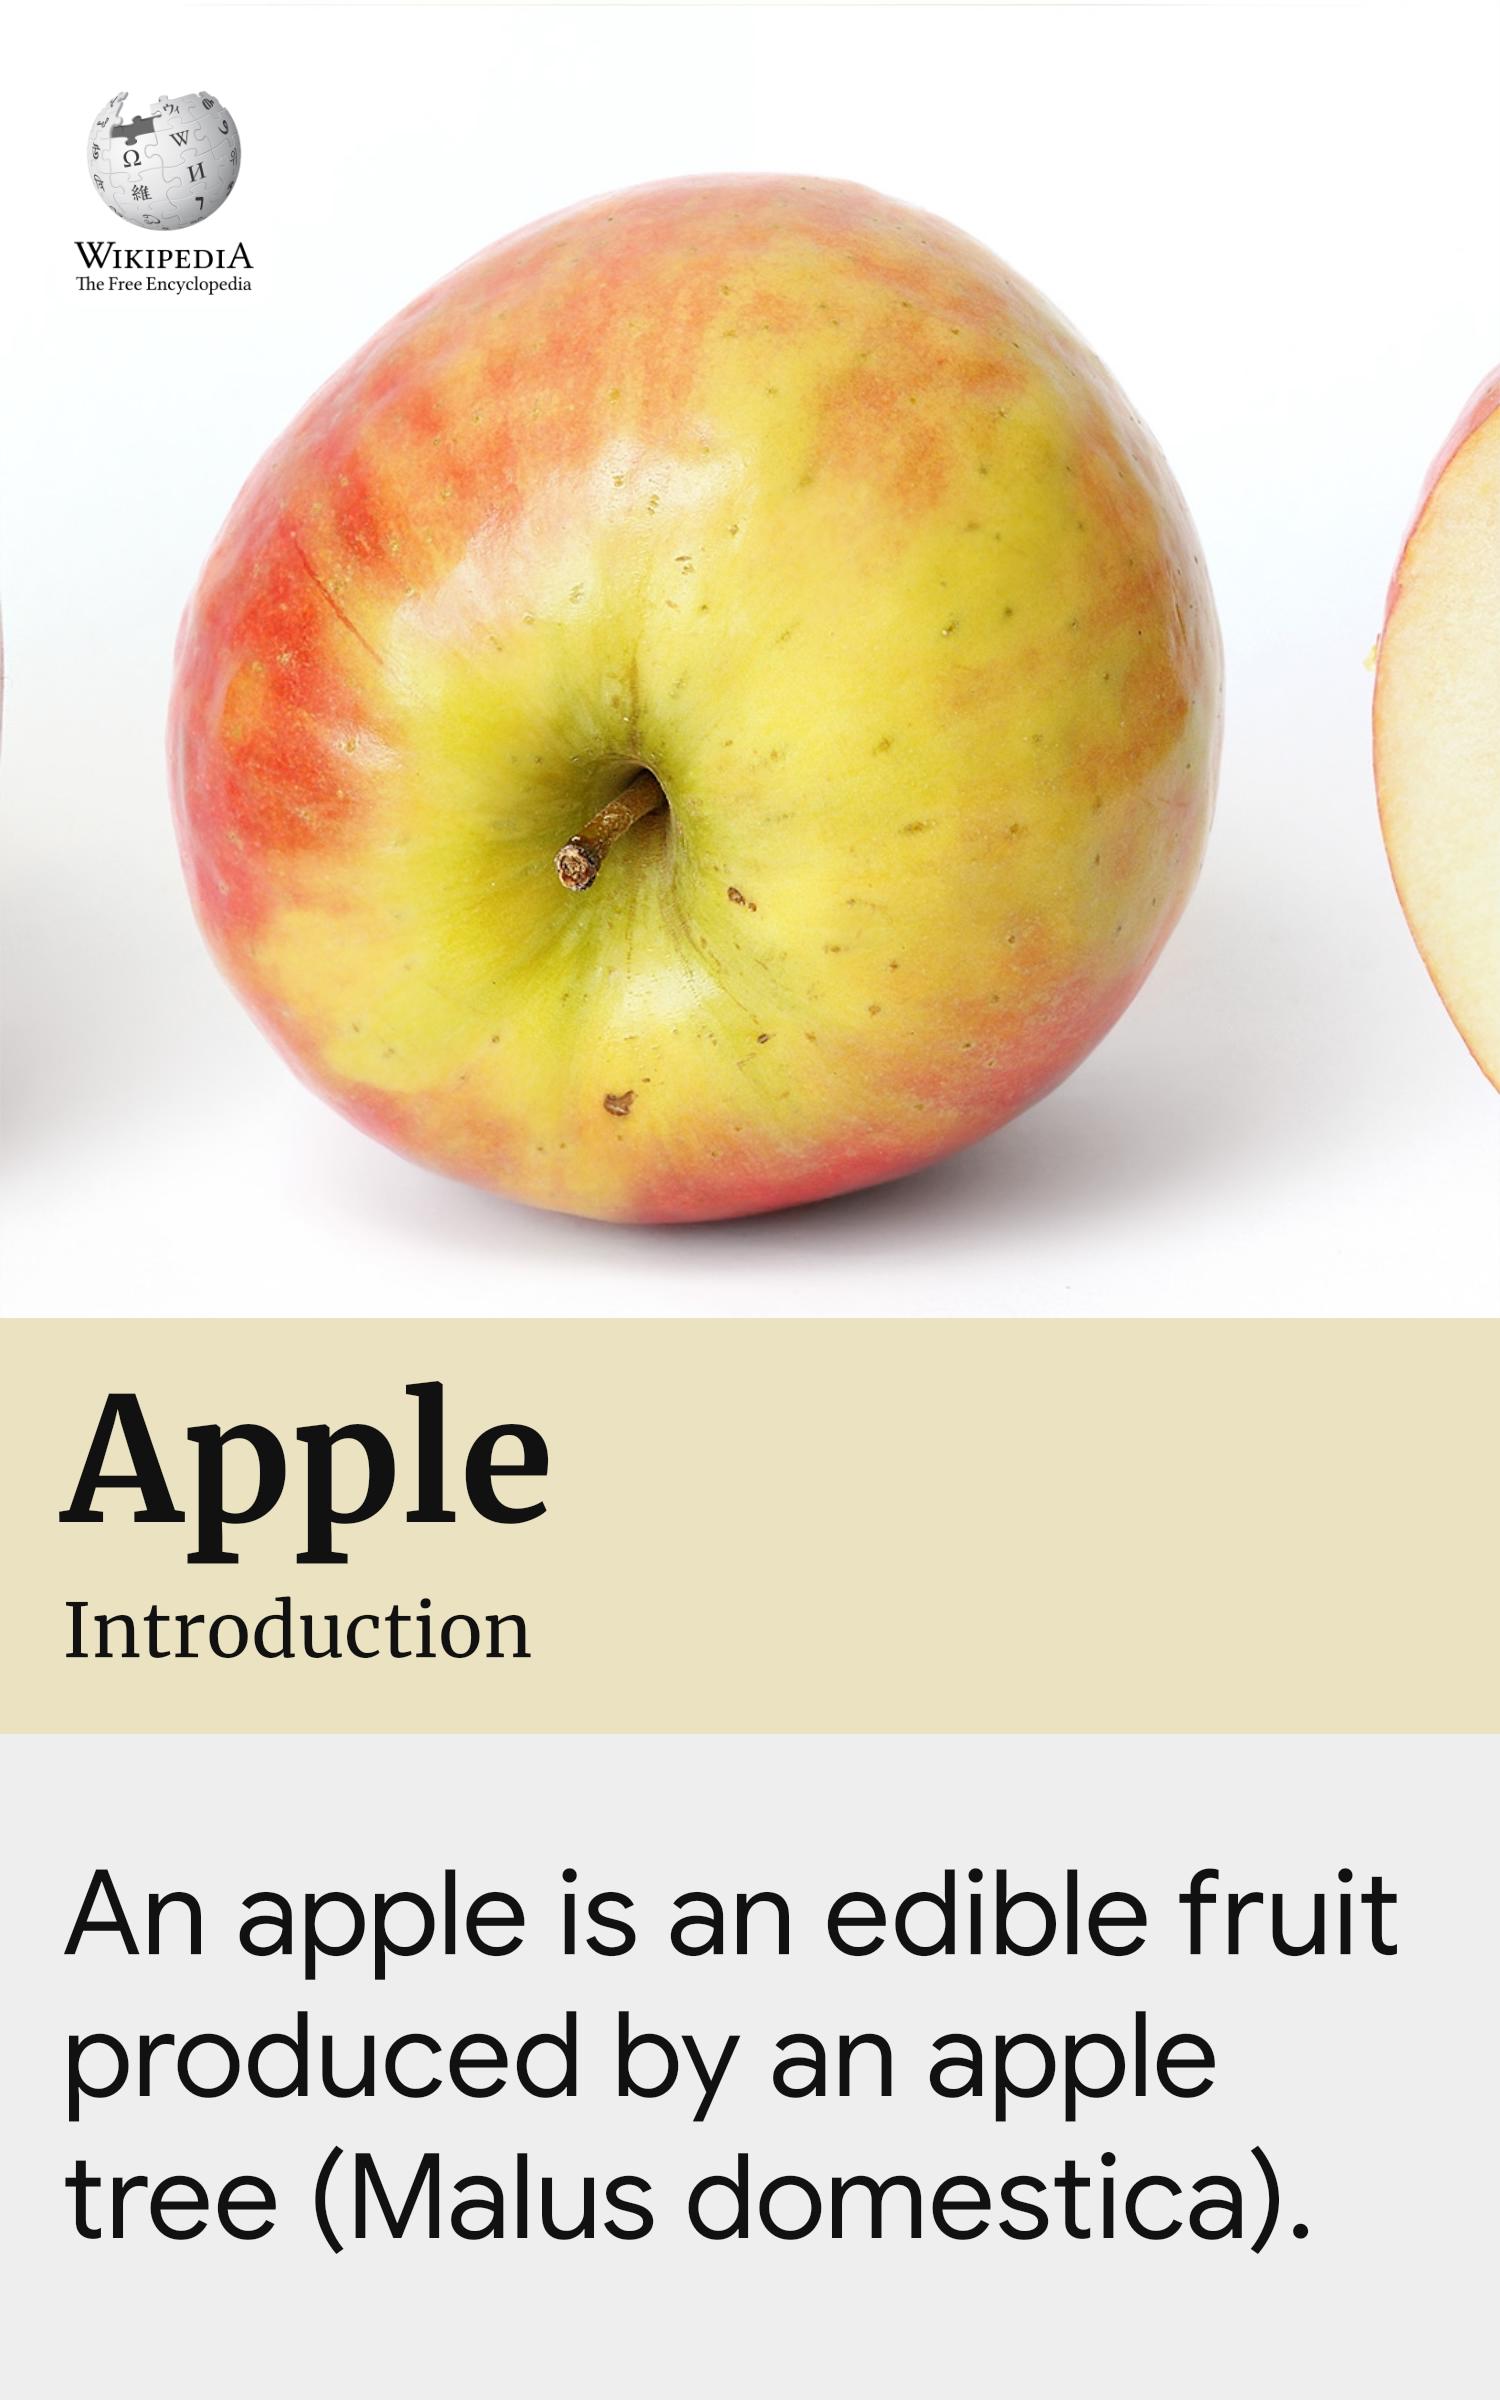 WIKIPEDIA
The Free Encyclopedia
Apple
Introduction
An apple is an edible fruit
produced by an apple
tree (Malus domestica).